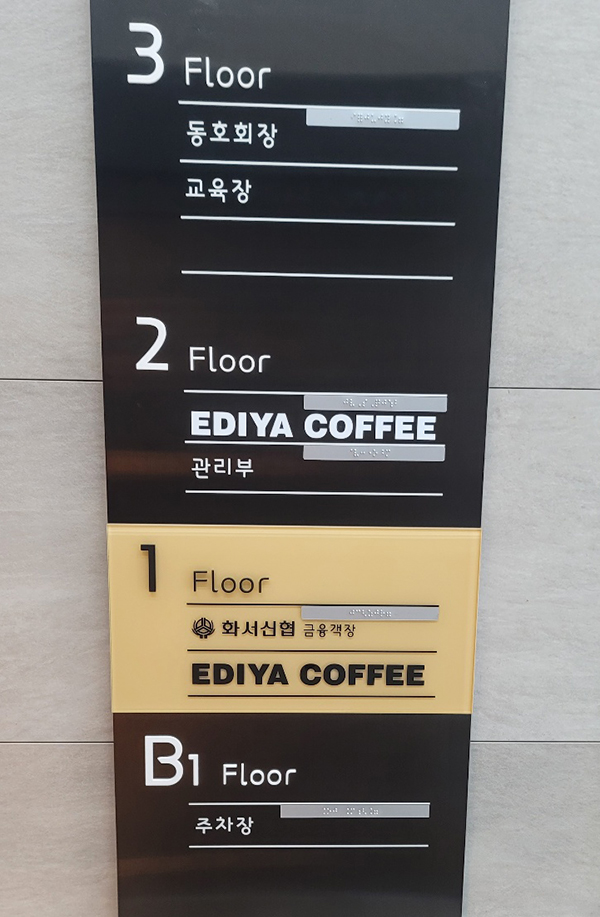 3 Floor
동호회장
교육장
2 Floor
EDIYA COFFEE
관리부
1 Floor
화서신협 금융객장
EDIYA COFFEE
B1 Floor
주차장